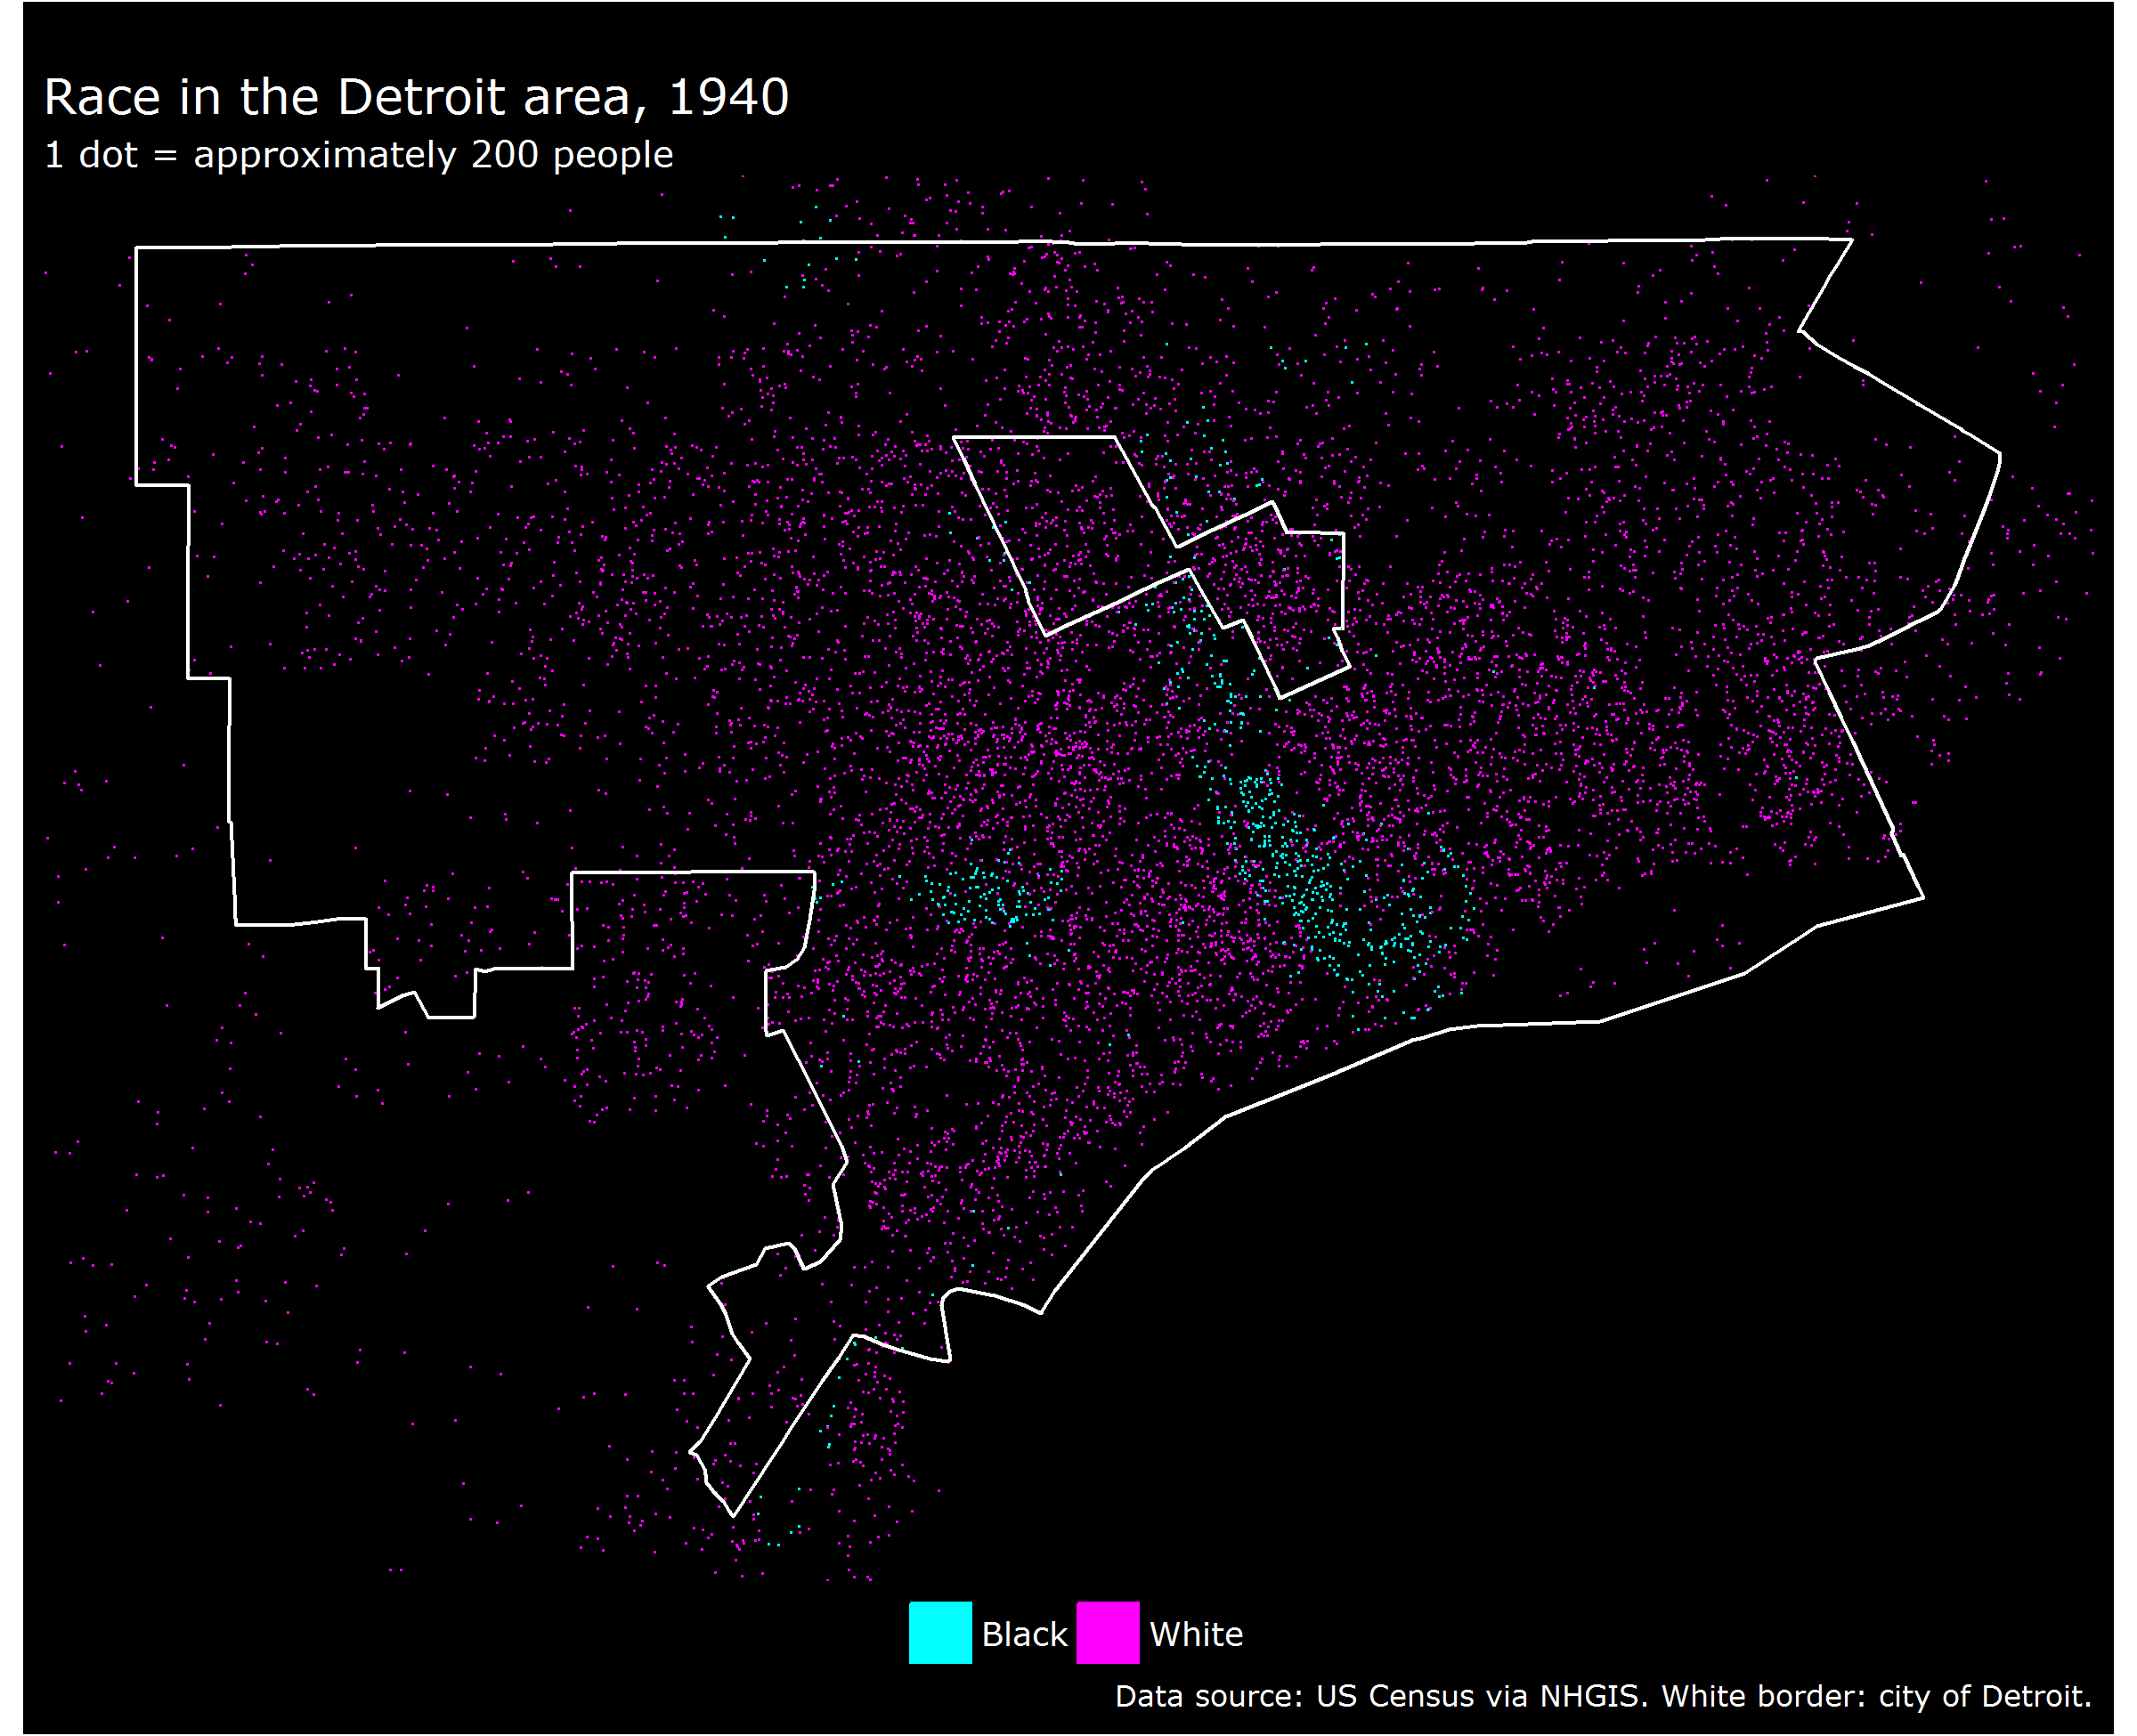 Race in the Detroit area, 1940
1 dot = approximately 200 people
Black White
Data source: US Census via NHGIS. White border: city of Detroit.